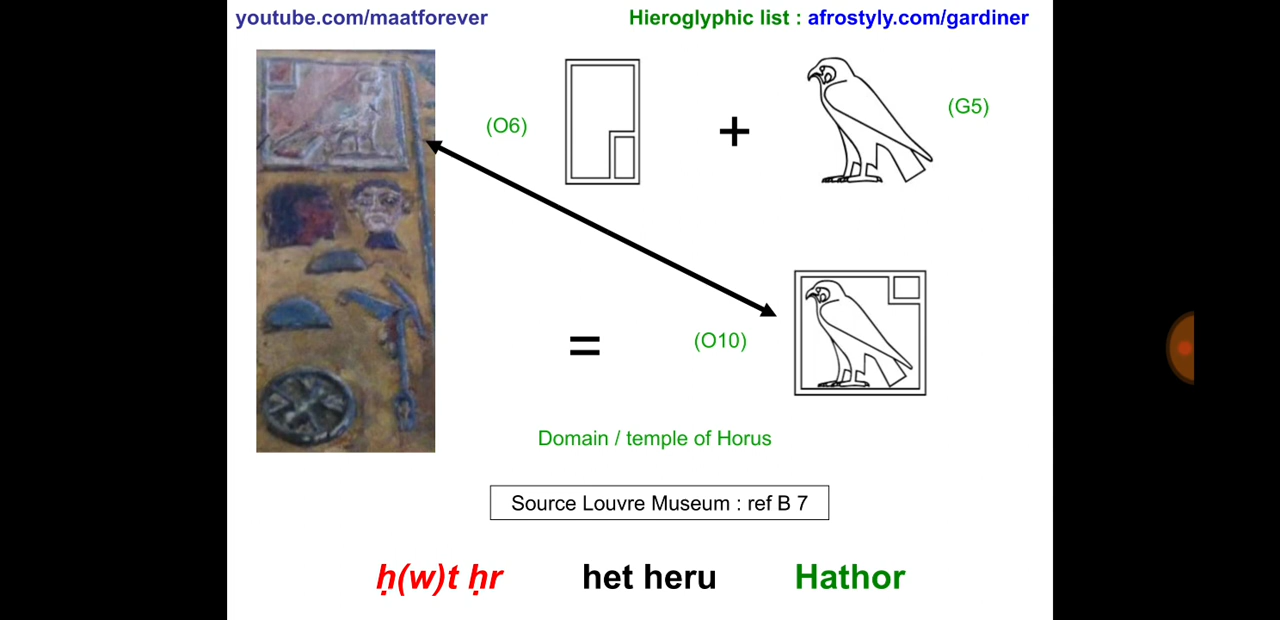 youtube.com/maatforever
Hieroglyphic list : afrostyly.com/gardiner
(O6)
+
(G5)
=
(O10)
Domain / temple of Horus
Source Louvre Museum : ref B 7
ḥ(w)t ḥr het heru Hathor